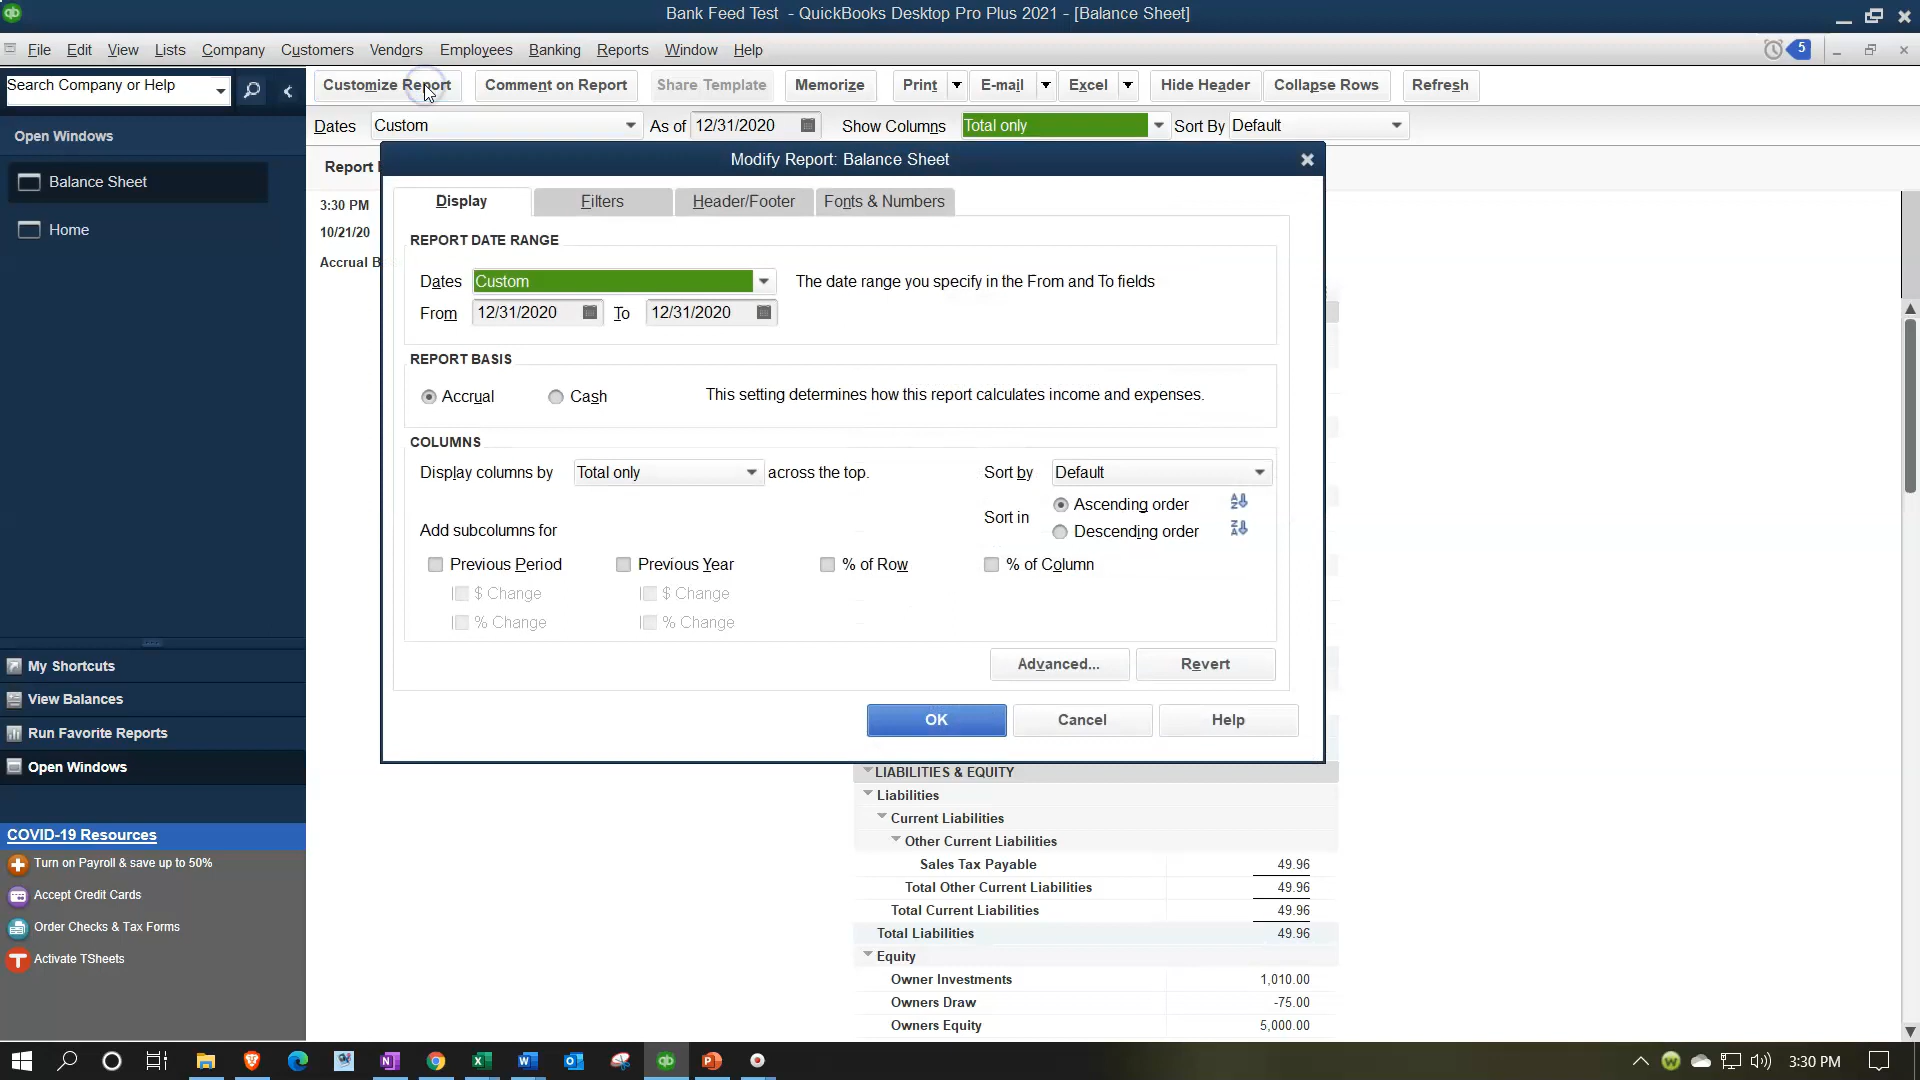 Bank Feed Test - QuickBooks Desktop Pro Plus 2021 - [Balance Sheet]
File Edit View Lists Company Customers Vendors Employees Banking Reports Window Help 5
Search Company or Help
Customize Report Comment on Report Share Template Memorize Print E-mail Excel Hide Header Collapse Rows Refresh
Dates Custom As of 12/31/2020 Show Columns Total only Sort By Default
Open Windows
Balance Sheet
Home
Report
3:30 PM
10/21/20
Accrual B
Modify Report: Balance Sheet
Display Filters Header/Footer Fonts & Numbers
REPORT DATE RANGE
Dates Custom The date range you specify in the From and To fields
From 12/31/2020 To 12/31/2020
REPORT BASIS
Accrual Cash This setting determines how this report calculates income and expenses.
COLUMNS
Display columns by Total only across the top. Sort by Default
Sort in Ascending order
Descending order
Add subcolumns for
Previous Period Previous Year % of Row % of Column
$ Change $ Change
% Change % Change
Advanced... Revert
OK Cancel Help
My Shortcuts
View Balances
Run Favorite Reports
Open Windows
COVID-19 Resources
Turn on Payroll & save up to 50%
Accept Credit Cards
Order Checks & Tax Forms
Activate TSheets
LIABILITIES & EQUITY
Liabilities
Current Liabilities
Other Current Liabilities
Sales Tax Payable 49.96
Total Other Current Liabilities 49.96
Total Current Liabilities 49.96
Total Liabilities 49.96
Equity
Owner Investments 1,010.00
Owners Draw -75.00
Owners Equity 5,000.00
3:30 PM